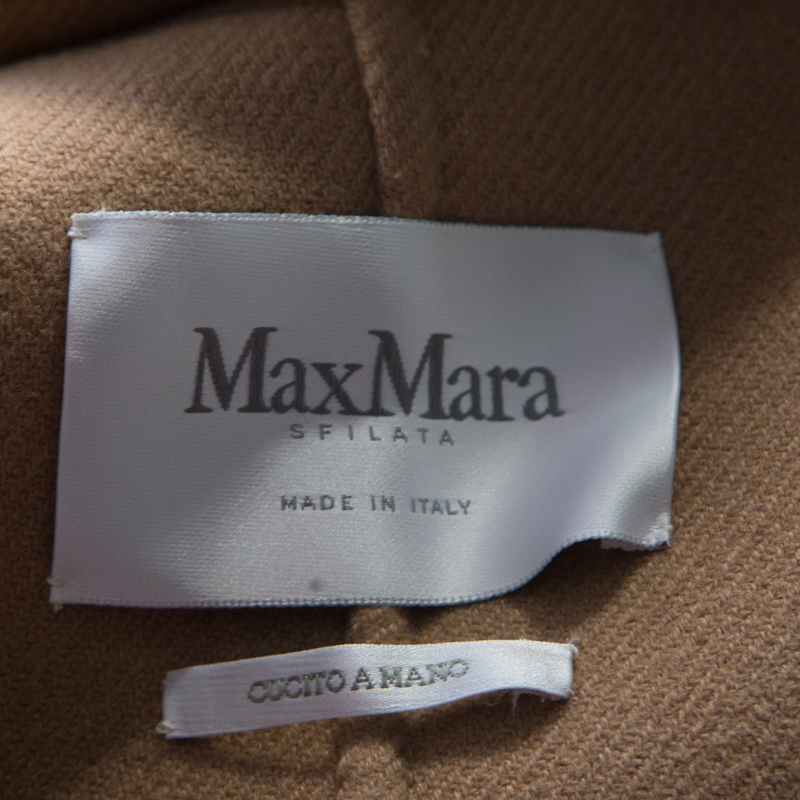 MaxMara
SFILATA
MADE IN ITALY
CUCITO A MANO